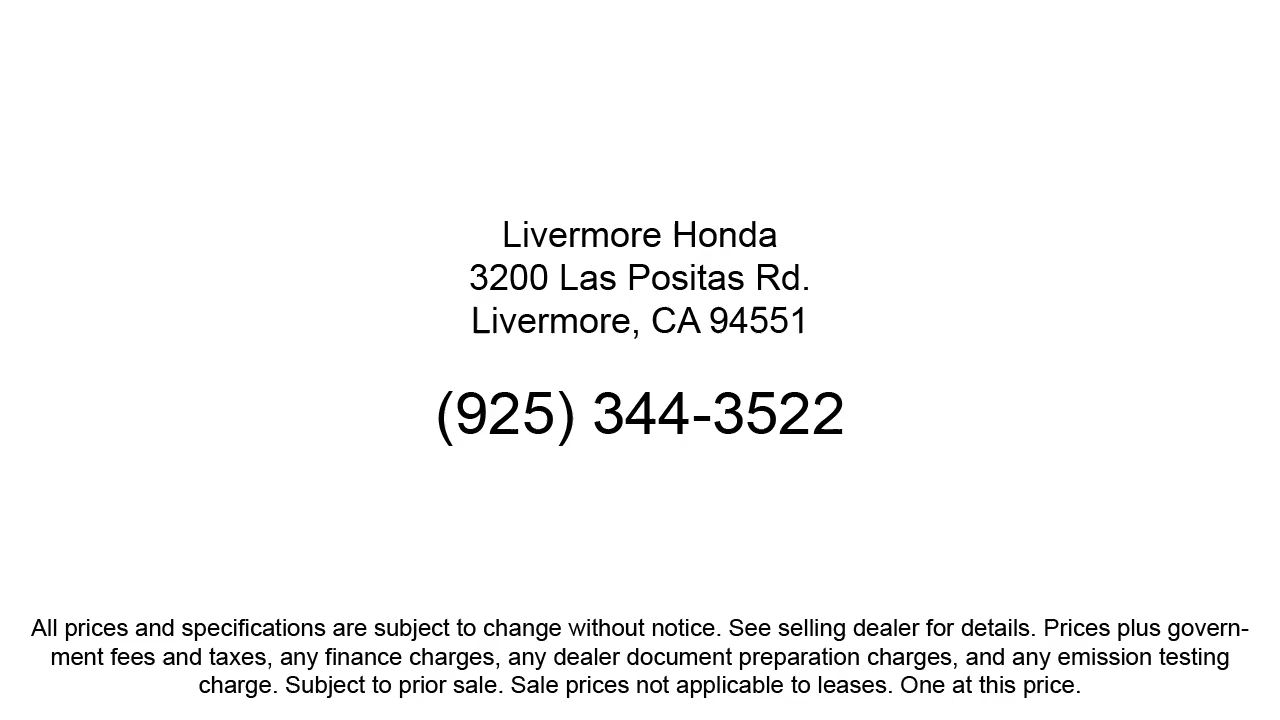 Livermore Honda
3200 Las Positas Rd.
Livermore, CA 94551
(925) 344-3522
All prices and specifications are subject to change without notice. See selling dealer for details. Prices plus govern-
ment fees and taxes, any finance charges, any dealer document preparation charges, and any emission testing
charge. Subject to prior sale. Sale prices not applicable to leases. One at this price.